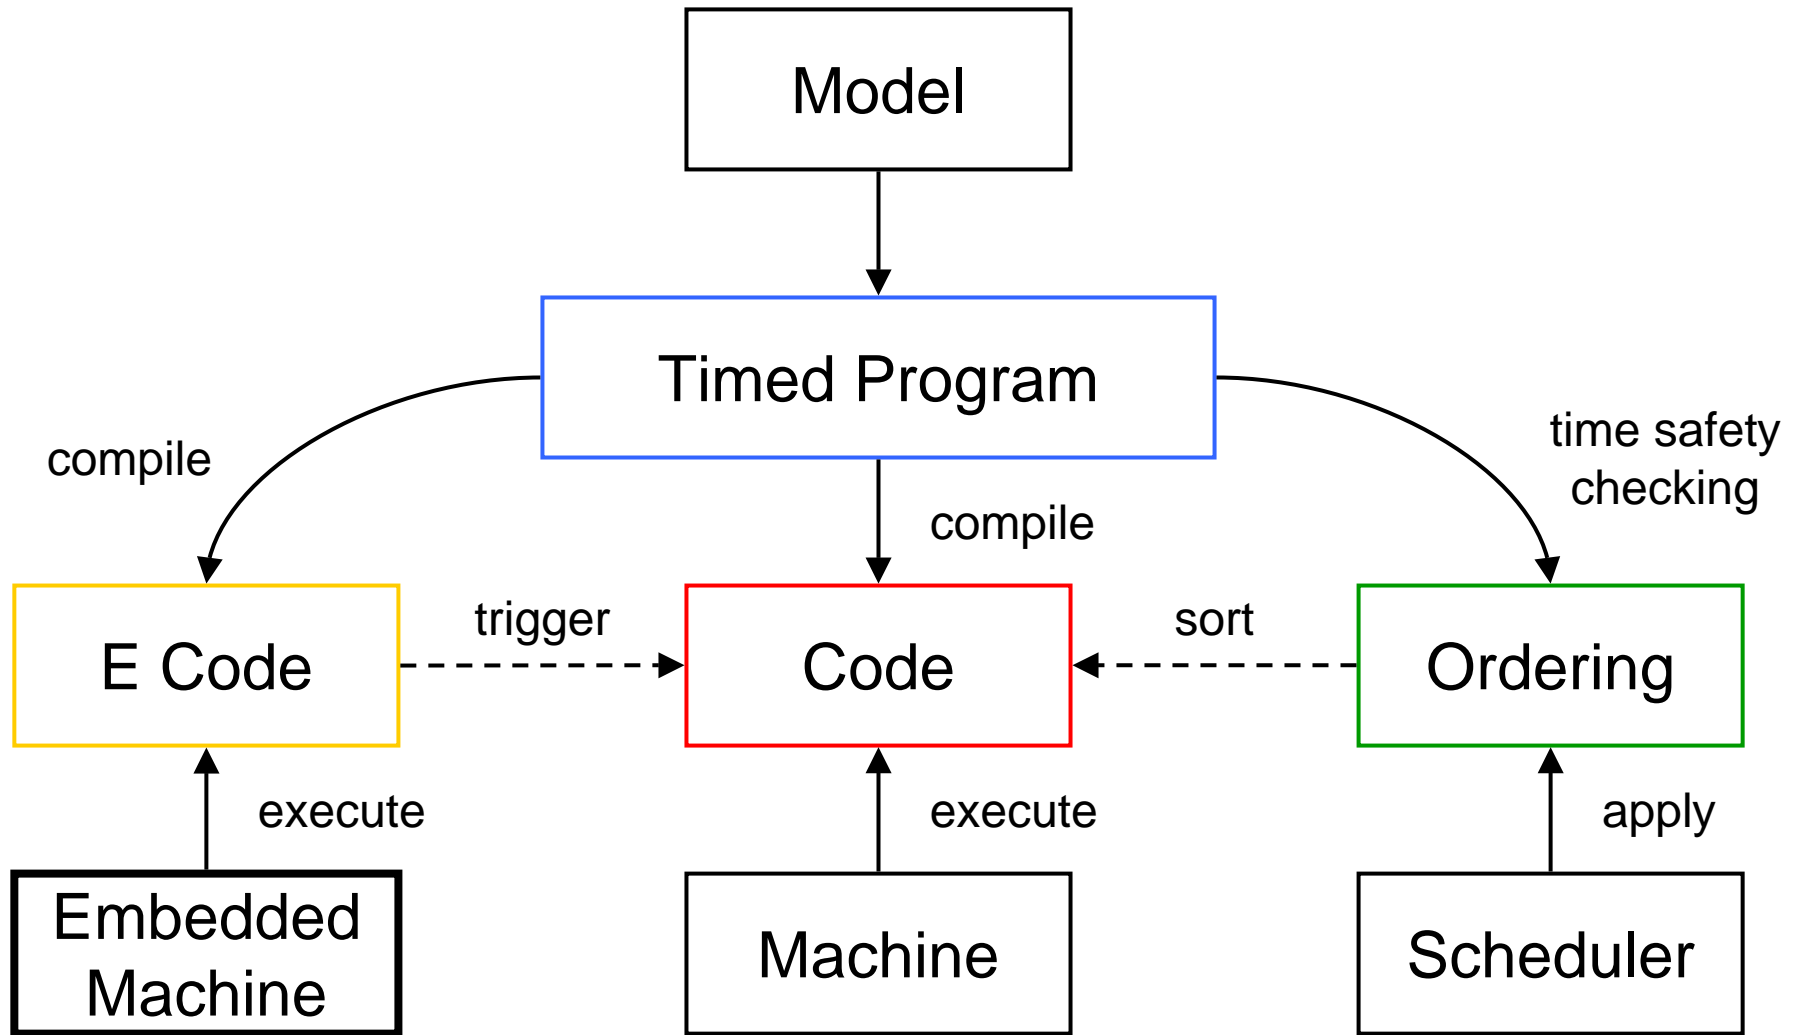 Model
Timed Program
compile
time safety
checking
compile
E Code
trigger
Code
sort
Ordering
execute
execute
apply
Embedded
Machine
Machine
Scheduler